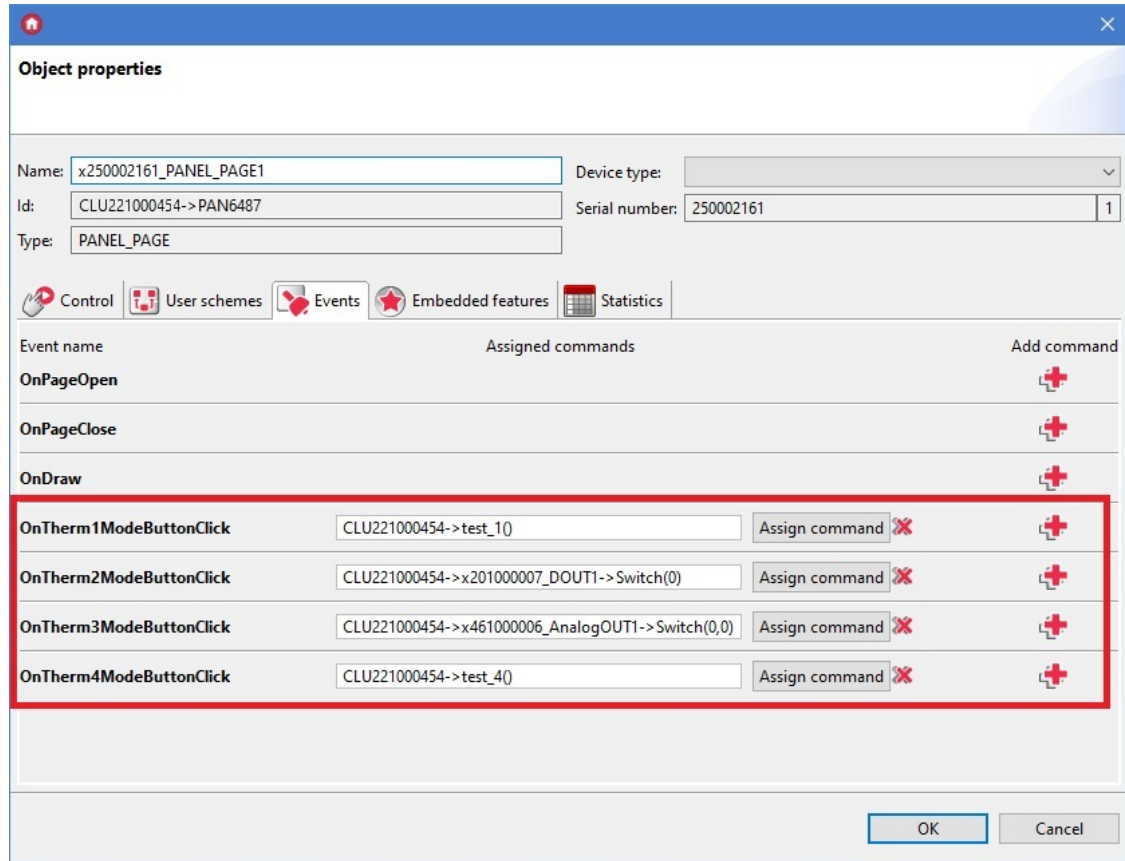 Object properties
Name: x250002161_PANEL_PAGE1 Device type:
Id: CLU221000454->PAN6487 Serial number: 250002161 1
Type: PANEL_PAGE
Control User schemes Events Embedded features Statistics
Event name Assigned commands Add command
OnPageOpen
OnPageClose
OnDraw
OnTherm1ModeButtonClick CLU221000454->test_1() Assign command
OnTherm2ModeButtonClick CLU221000454->x201000007_DOUT1->Switch(0) Assign command
OnTherm3ModeButtonClick CLU221000454->x461000006_AnalogOUT1->Switch(0,0) Assign command
OnTherm4ModeButtonClick CLU221000454->test_4() Assign command
OK Cancel